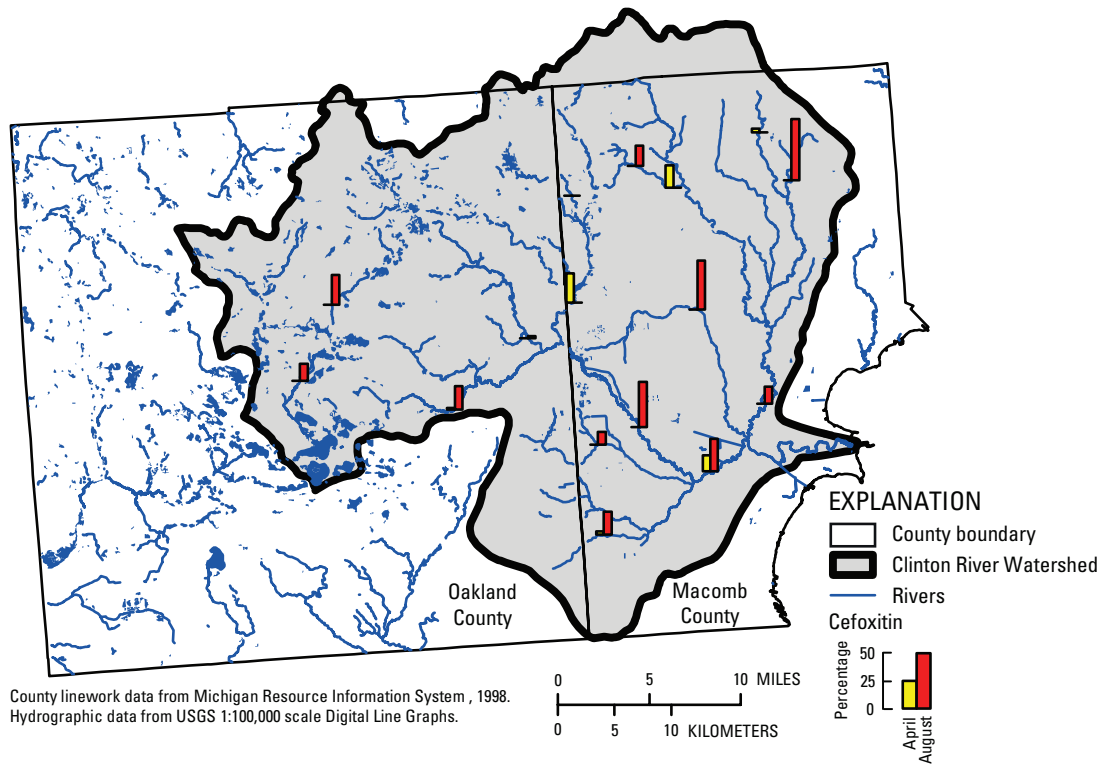 Oakland
County
Macomb
County
EXPLANATION
County boundary
Clinton River Watershed
Rivers
Cefoxitin
Percentage
50
25
0
April
August
0 5 10 MILES
0 5 10 KILOMETERS
County linework data from Michigan Resource Information System , 1998.
Hydrographic data from USGS 1:100,000 scale Digital Line Graphs.